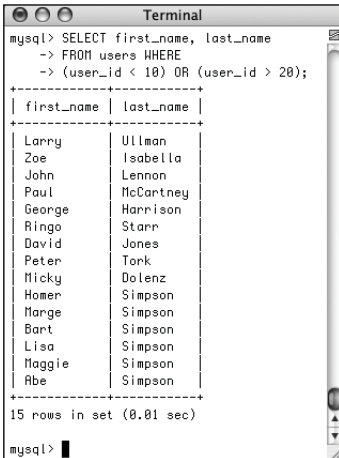 Terminal
mysql> SELECT first_name, last_name
-> FROM users WHERE
-> (user_id < 10) OR (user_id > 20);
+------------+-----------+
| first_name | last_name |
+------------+-----------+
| Larry | Ullman |
| Zoe | Isabella |
| John | Lennon |
| Paul | McCartney |
| George | Harrison |
| Ringo | Starr |
| David | Jones |
| Peter | Tork |
| Micky | Dolenz |
| Homer | Simpson |
| Marge | Simpson |
| Bart | Simpson |
| Lisa | Simpson |
| Maggie | Simpson |
| Abe | Simpson |
+------------+-----------+
15 rows in set (0.01 sec)
mysql>